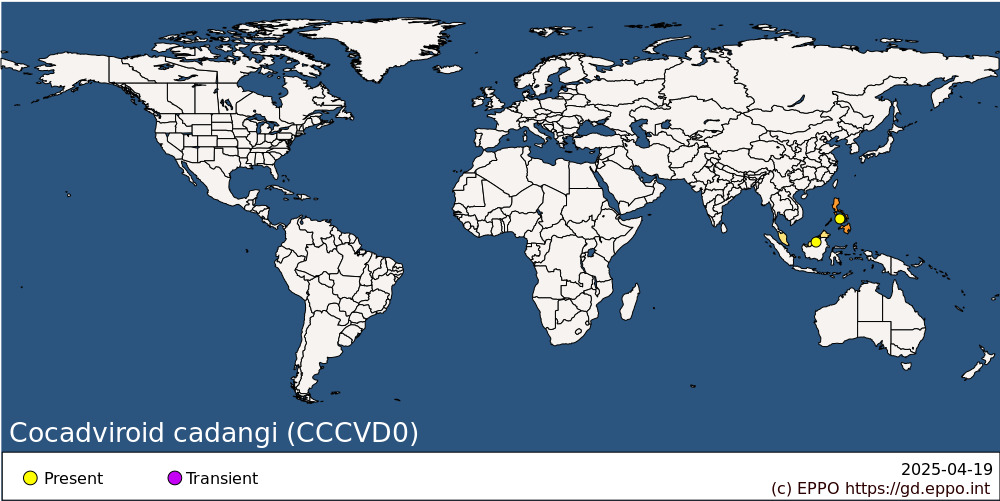 Cocadviroid cadangi (CCCVD0)
Present
Transient
2025-04-19
(c) EPPO https://gd.eppo.int